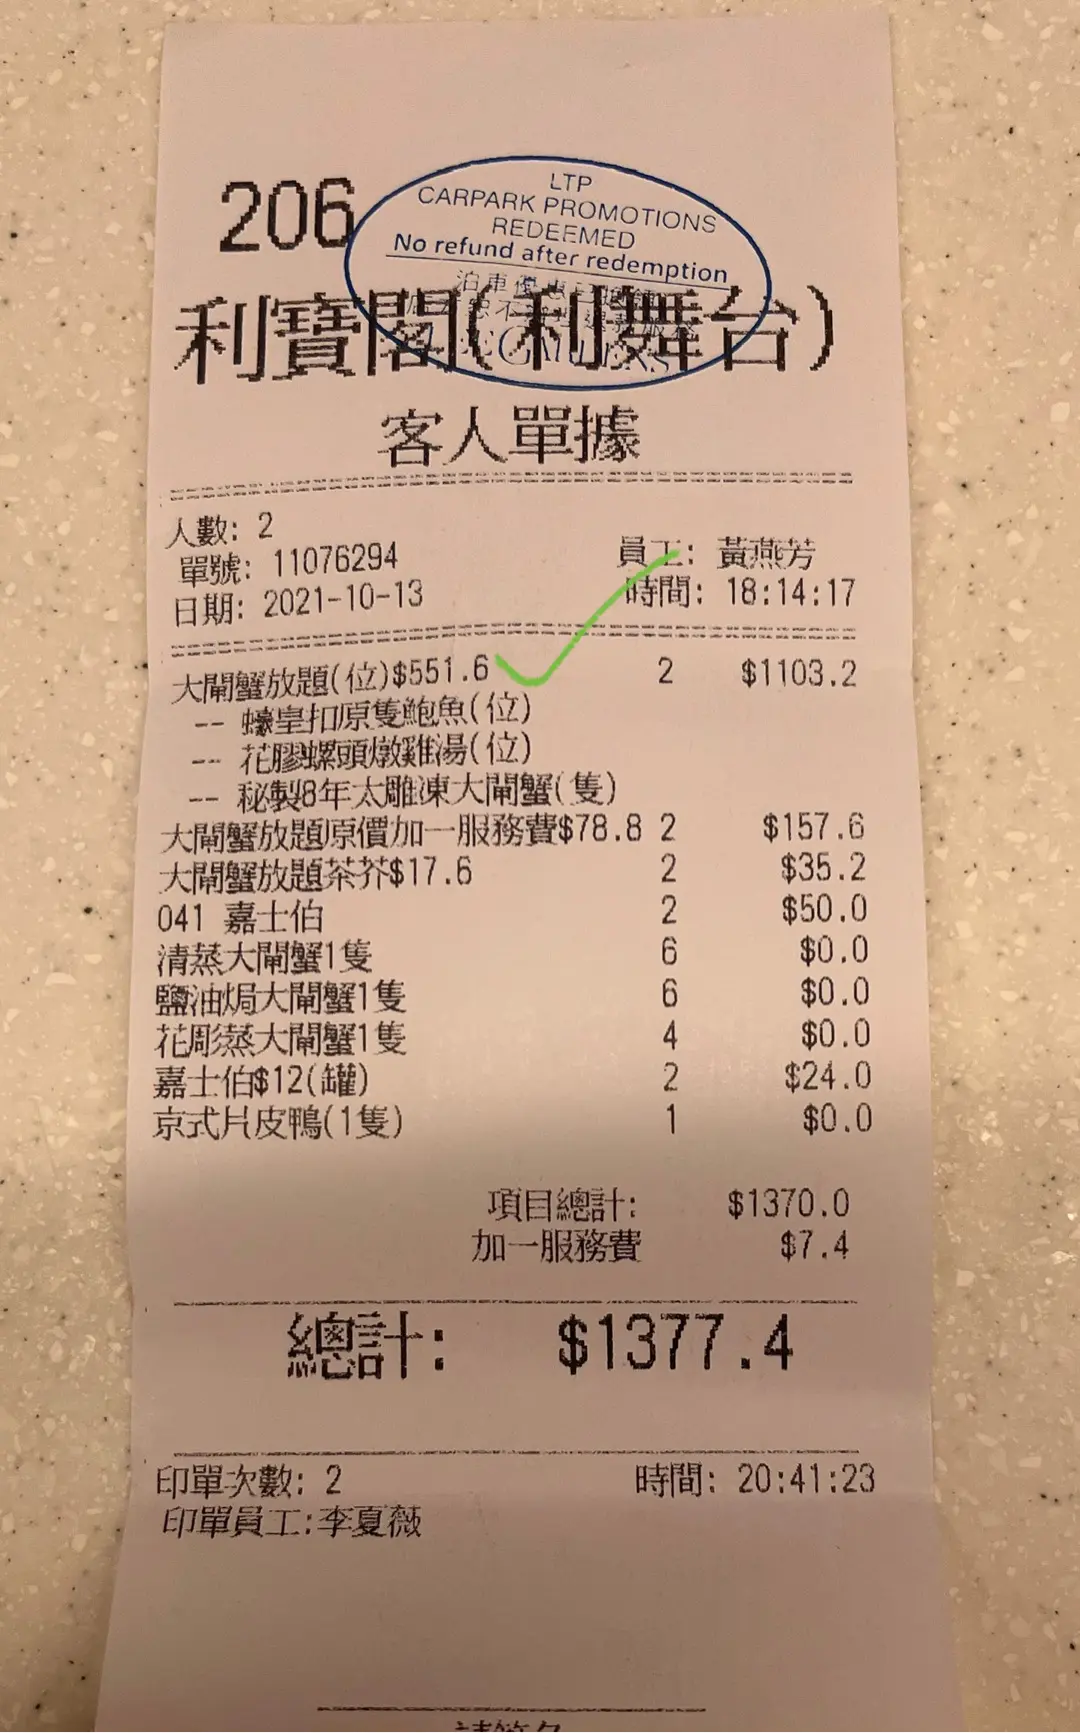 206
LTP
CARPARK PROMOTIONS
REDEEMED
No refund after redemption
泊車優惠
利寶閣(利舞台)
客人單據
人數: 2
單號: 11076294 員工: 黃燕芳
日期: 2021-10-13 時間: 18:14:17
大閘蟹放題(位)$551.6 2 $1103.2
-- 蠔皇扣原隻鮑魚(位)
-- 花膠螺頭燉雞湯(位)
-- 秘製8年太雕凍大閘蟹(隻)
大閘蟹放題原價加一服務費$78.8 2 $157.6
大閘蟹放題茶芥$17.6 2 $35.2
041 嘉士伯 2 $50.0
清蒸大閘蟹1隻 6 $0.0
鹽油焗大閘蟹1隻 6 $0.0
花彫蒸大閘蟹1隻 4 $0.0
嘉士伯$12(罐) 2 $24.0
京式片皮鴨(1隻) 1 $0.0
項目總計: $1370.0
加一服務費 $7.4
總計: $1377.4
印單次數: 2 時間: 20:41:23
印單員工:李夏薇